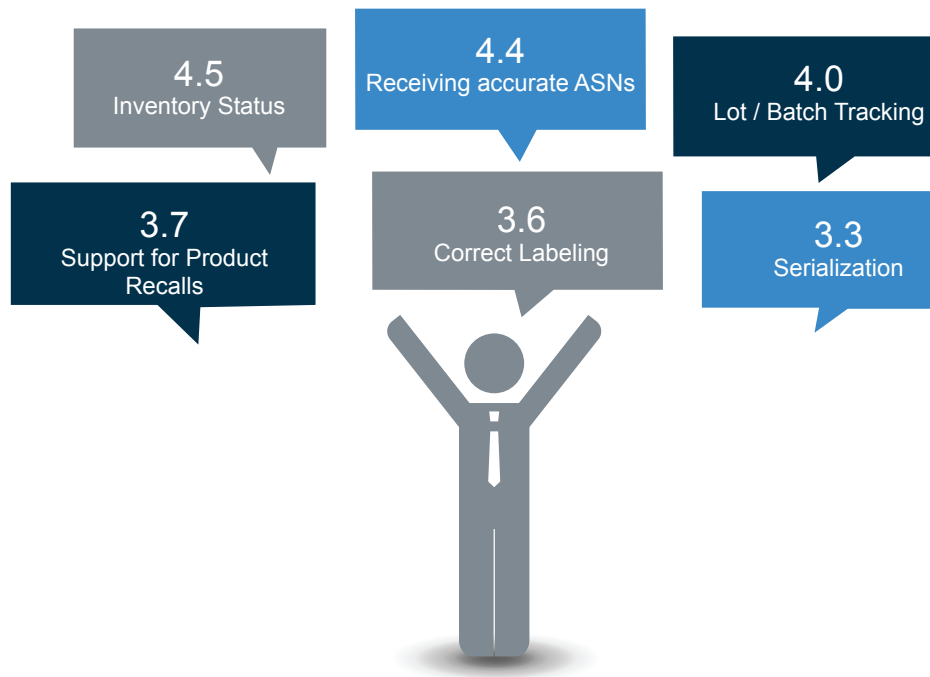 4.5
Inventory Status
4.4
Receiving accurate ASNs
4.0
Lot / Batch Tracking
3.7
Support for Product
Recalls
3.6
Correct Labeling
3.3
Serialization